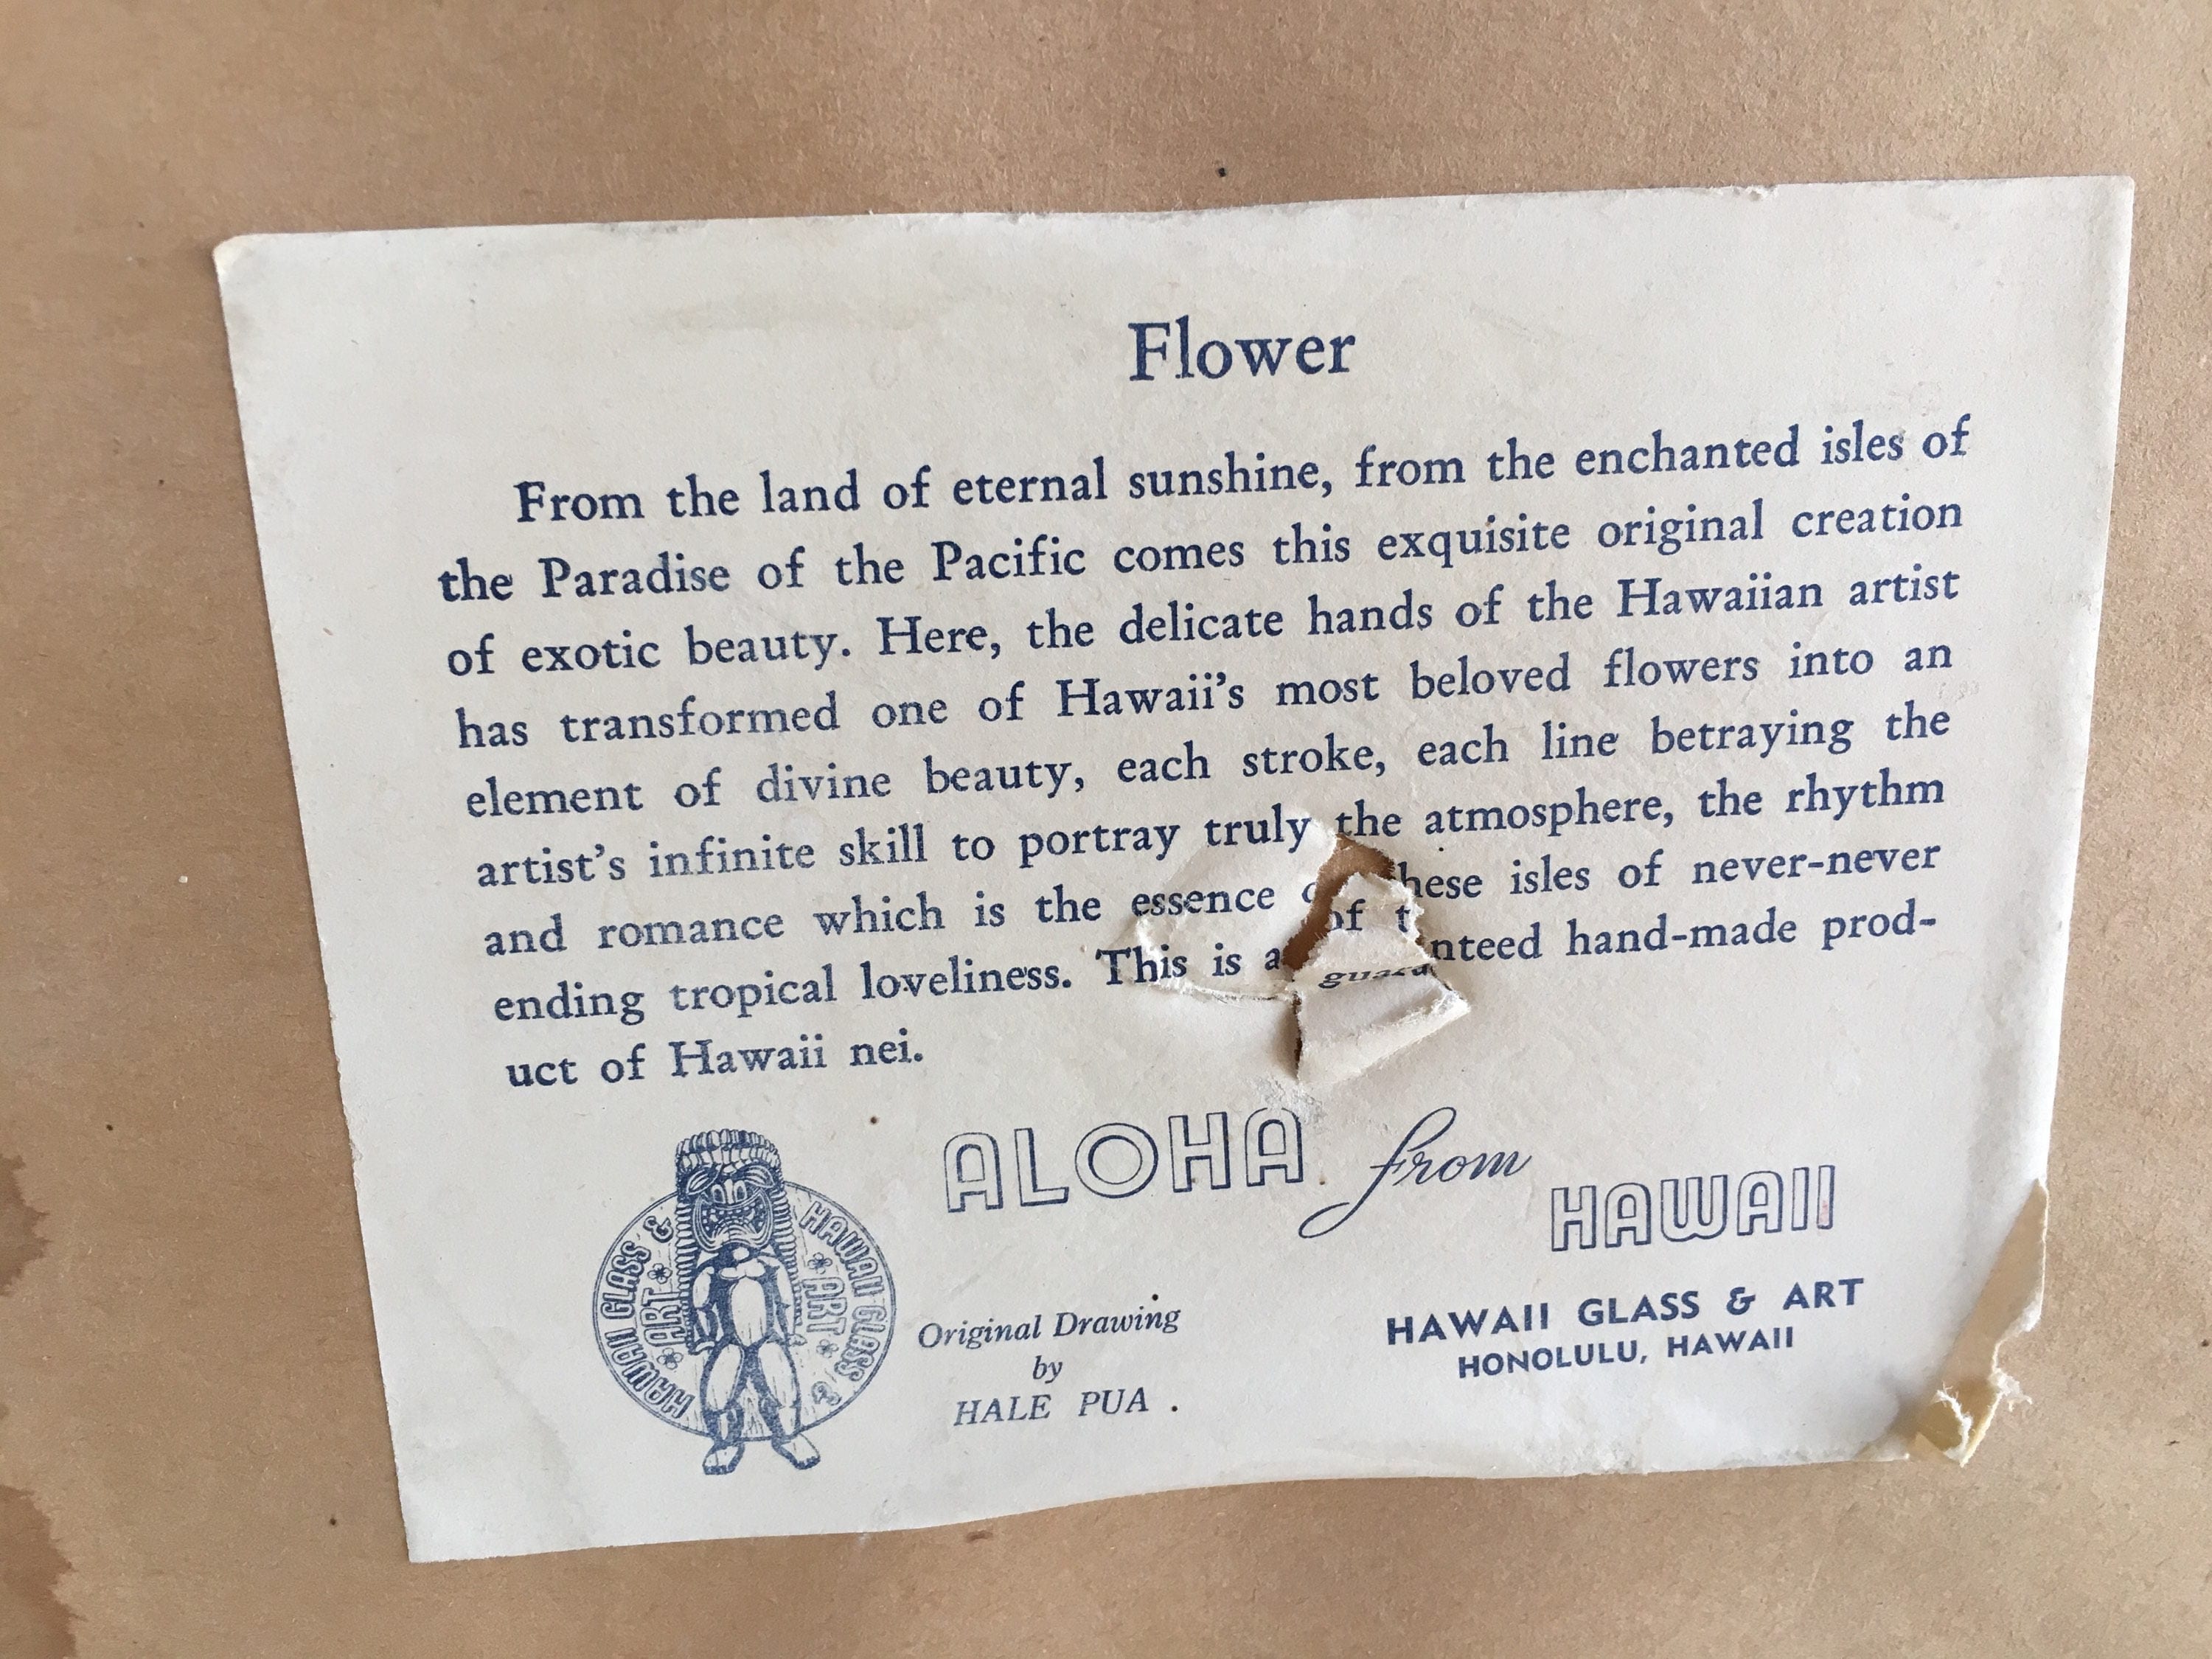 Flower
From the land of eternal sunshine, from the enchanted isles of
the Paradise of the Pacific comes this exquisite original creation
of exotic beauty. Here, the delicate hands of the Hawaiian artist
has transformed one of Hawaii's most beloved flowers into an
element of divine beauty, each stroke, each line betraying the
artist's infinite skill to portray truly the atmosphere, the rhythm
and romance which is the essence of these isles of never-never
ending tropical loveliness. This is a guaranteed hand-made prod-
uct of Hawaii nei.
ALOHA from HAWAII
HAWAII GLASS & ART
HAWAII GLASS & ART
Original Drawing
by
HALE PUA .
HAWAII GLASS & ART
HONOLULU, HAWAII